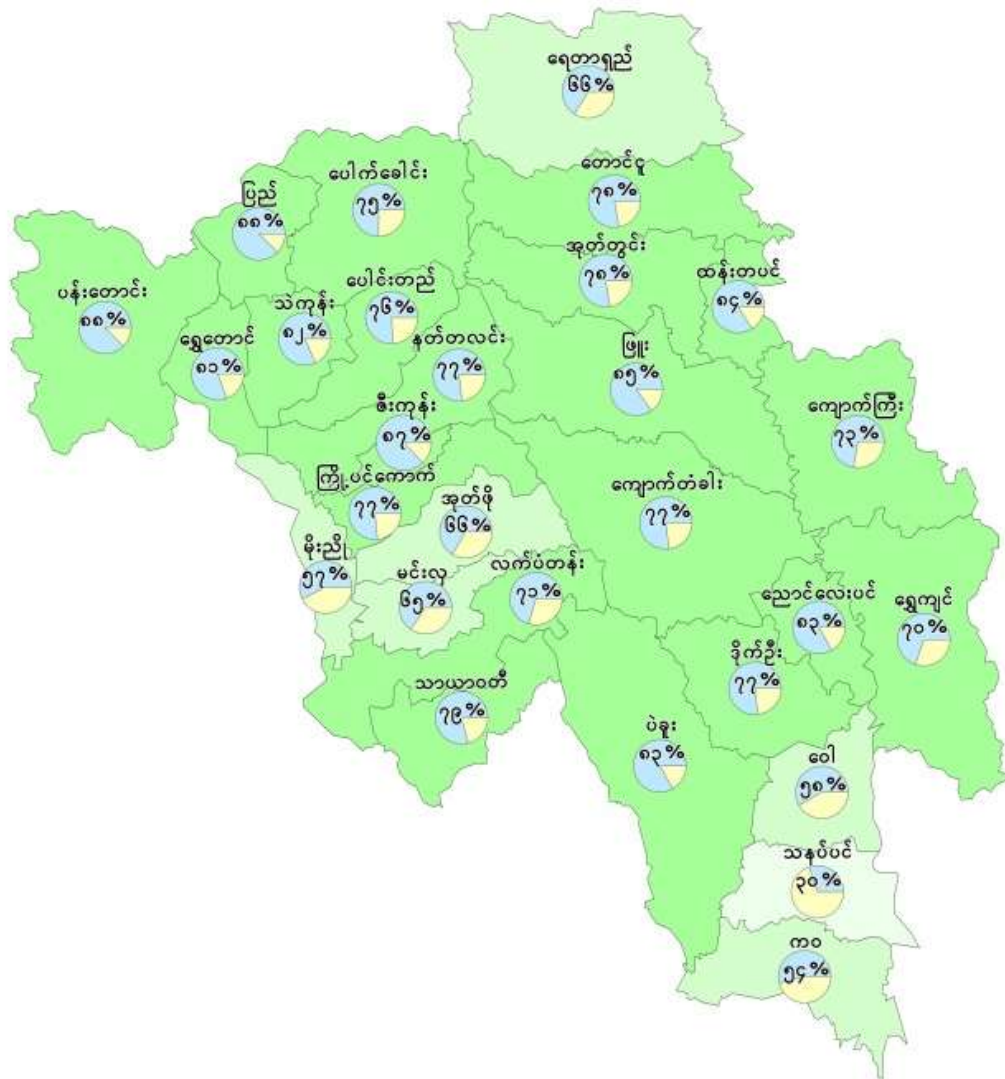 ရေတာရှည်
၆၆%
တောင်ငူ
၇၈%
ပေါက်ခေါင်း
၇၅%
ပြည်
၈၈%
အုတ်တွင်း
၇၈%
ထန်းတပင်
၈၄%
ပန်းတောင်း
၈၈%
သဲကုန်း
၈၂%
ပေါင်းတည်
၇၆%
နတ်တလင်း
၇၇%
ရွှေတောင်
၈၁%
ဖြူး
၈၅%
ဇီးကုန်း
၈၇%
ကျောက်ကြီး
၇၃%
ကြို့ပင်ကောက်
၇၇%
အုတ်ဖို
၆၆%
ကျောက်တံခါး
၇၇%
မိုးညို
၅၇%
မင်းလှ
၆၅%
လက်ပံတန်း
၇၁%
ညောင်လေးပင်
၈၃%
ရွှေကျင်
၇၀%
ဒိုက်ဦး
၇၇%
သာယာဝတီ
၇၉%
ပဲခူး
၈၃%
ဝေါ
၅၈%
သနပ်ပင်
၃၀%
ကဝ
၅၄%